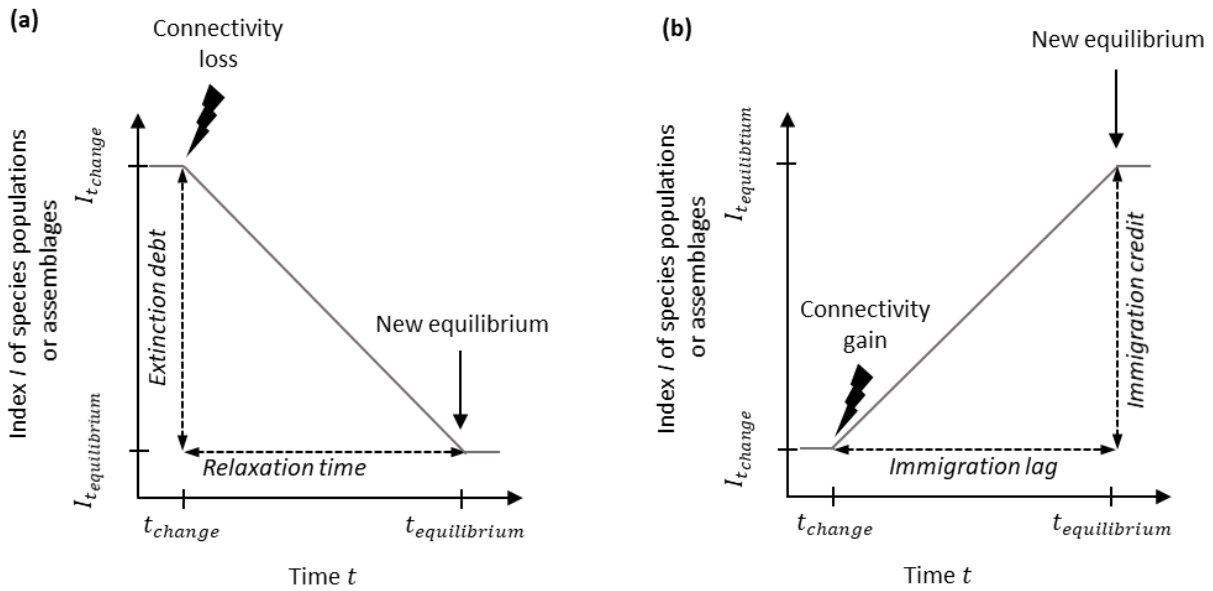 (a)
Connectivity
loss
Index I of species populations
or assemblages
I_{t_{change}}
I_{t_{equilibrium}}
Extinction debt
New equilibrium
Relaxation time
t_{change}
t_{equilibrium}
Time t
(b)
New equilibrium
Index I of species populations
or assemblages
I_{t_{equilibtium}}
I_{t_{change}}
Connectivity
gain
Immigration credit
Immigration lag
t_{change}
t_{equilibrium}
Time t